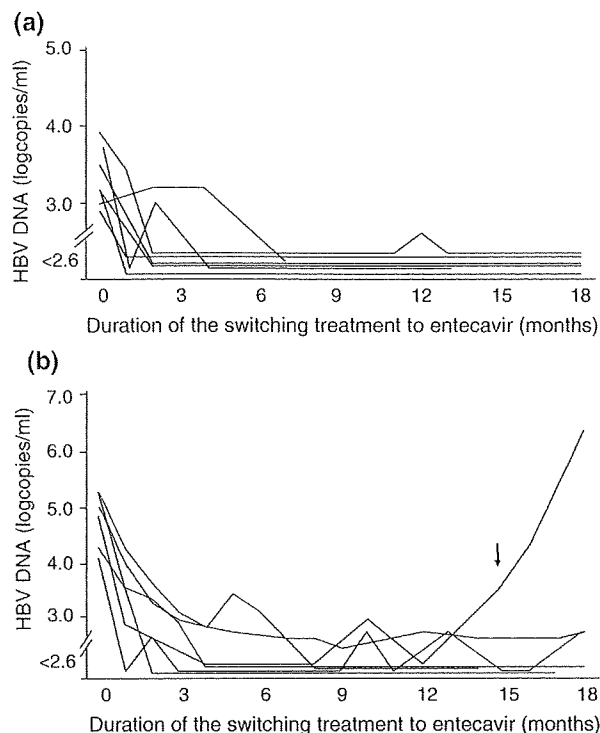 (a)
HBV DNA (logcopies/ml)
5.0
4.0
3.0
<2.6
0 3 6 9 12 15 18
Duration of the switching treatment to entecavir (months)
(b)
HBV DNA (logcopies/ml)
7.0
6.0
5.0
4.0
3.0
<2.6
0 3 6 9 12 15 18
Duration of the switching treatment to entecavir (months)